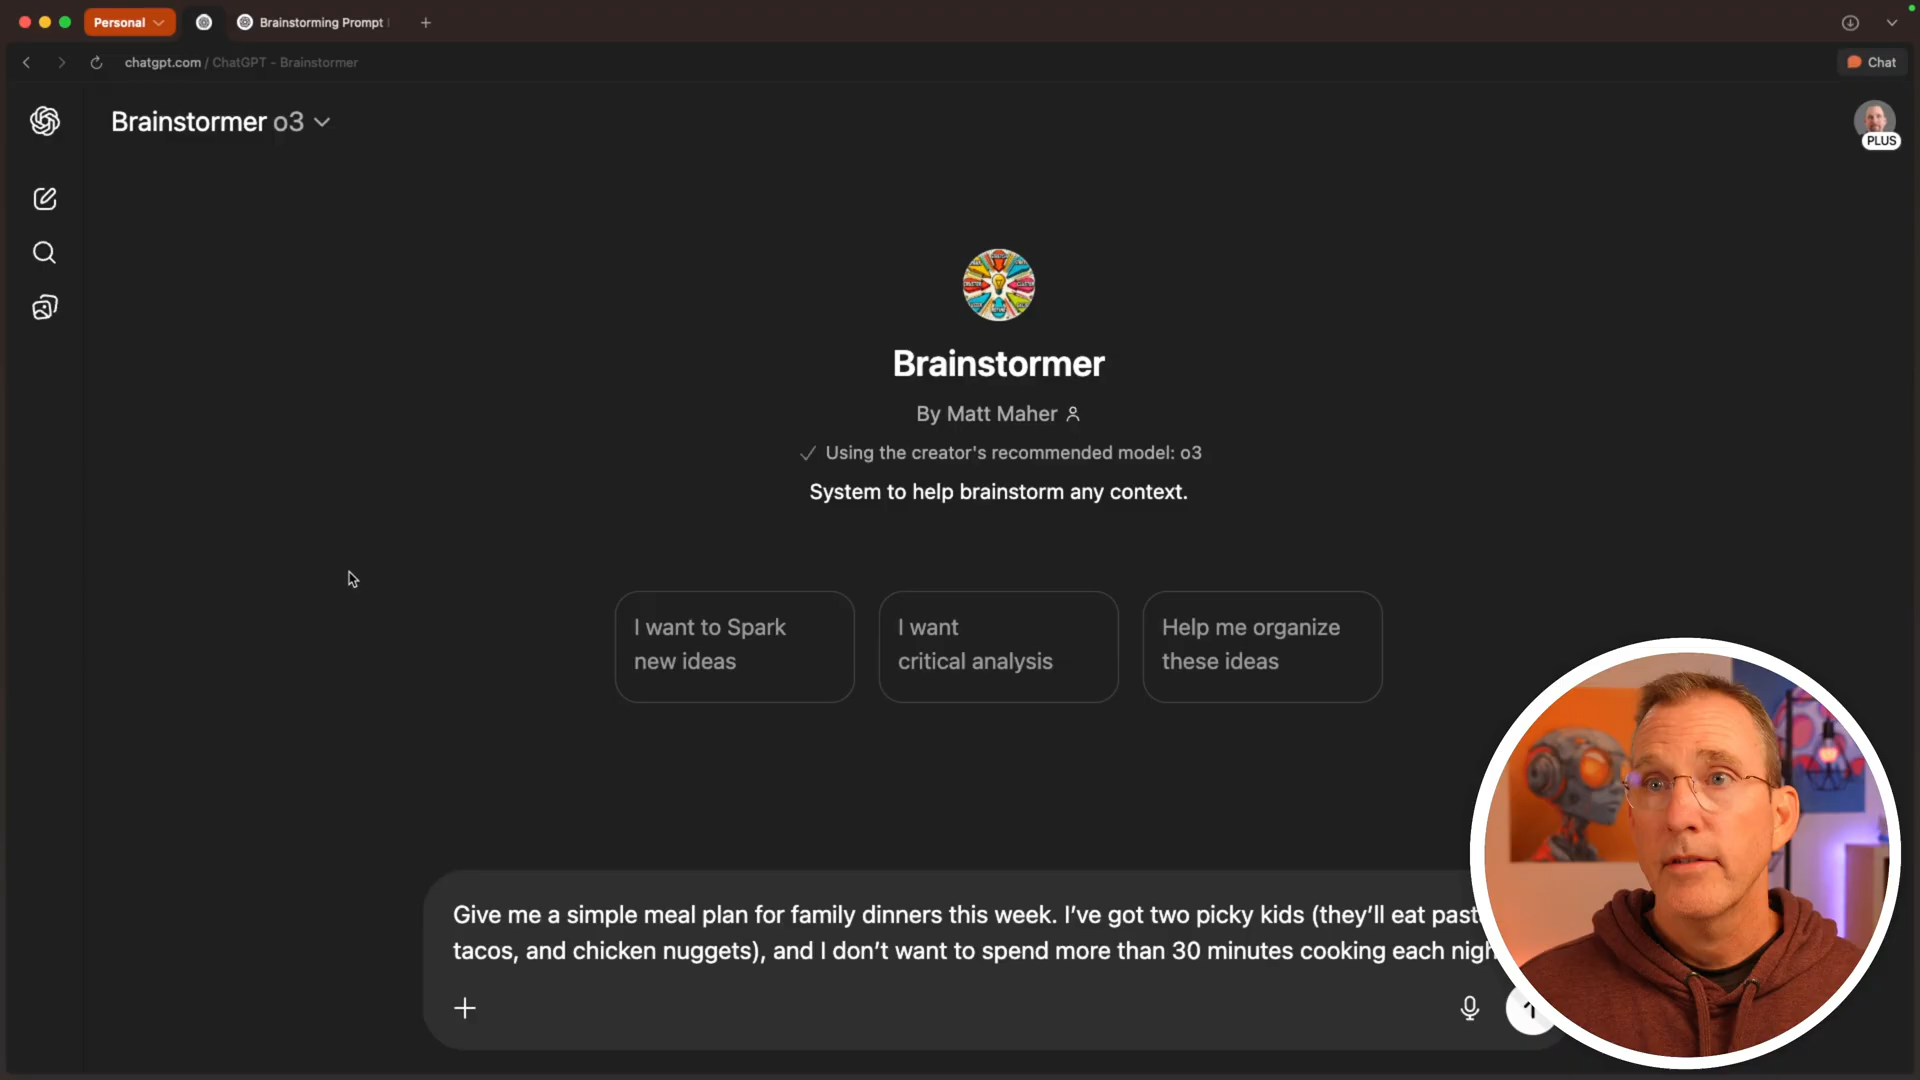 Personal
Brainstorming Prompt
chatgpt.com / ChatGPT - Brainstormer
Chat
Brainstormer o3
PLUS
Brainstormer
By Matt Maher
Using the creator's recommended model: o3
System to help brainstorm any context.
I want to Spark
new ideas
I want
critical analysis
Help me organize
these ideas
Give me a simple meal plan for family dinners this week. I’ve got two picky kids (they’ll eat
tacos, and chicken nuggets), and I don’t want to spend more than 30 minutes cooking each